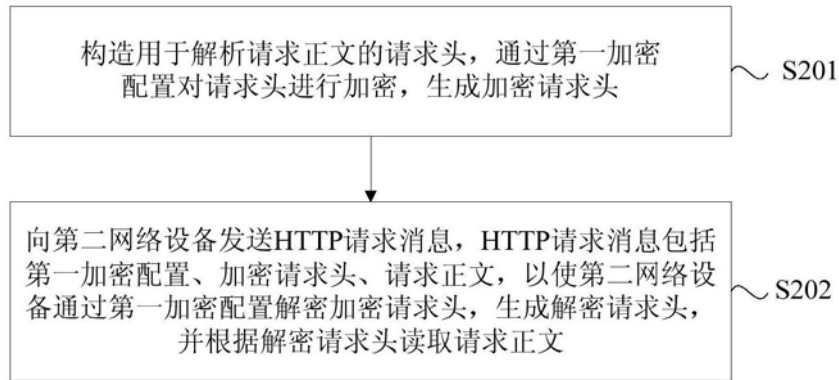 构造用于解析请求正文的请求头，通过第一加密
配置对请求头进行加密，生成加密请求头
S201
向第二网络设备发送HTTP请求消息，HTTP请求消息包括
第一加密配置、加密请求头、请求正文，以使第二网络设
备通过第一加密配置解密加密请求头，生成解密请求头，
并根据解密请求头读取请求正文
S202